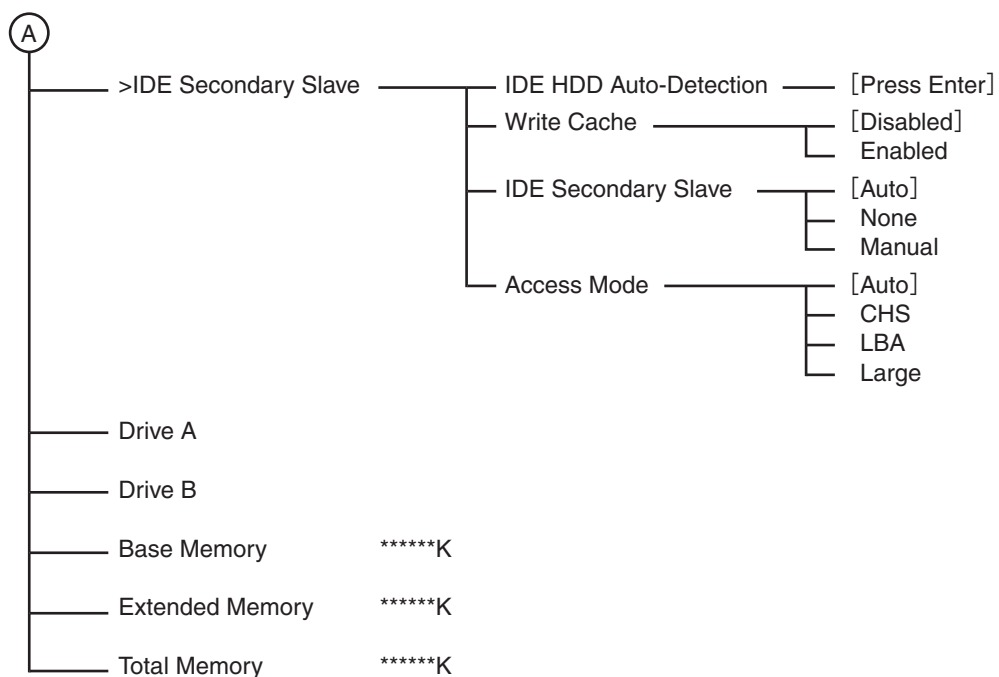 A
>IDE Secondary Slave IDE HDD Auto-Detection [Press Enter]
Write Cache [Disabled]
Enabled
IDE Secondary Slave [Auto]
None
Manual
Access Mode [Auto]
CHS
LBA
Large
Drive A
Drive B
Base Memory ******K
Extended Memory ******K
Total Memory ******K